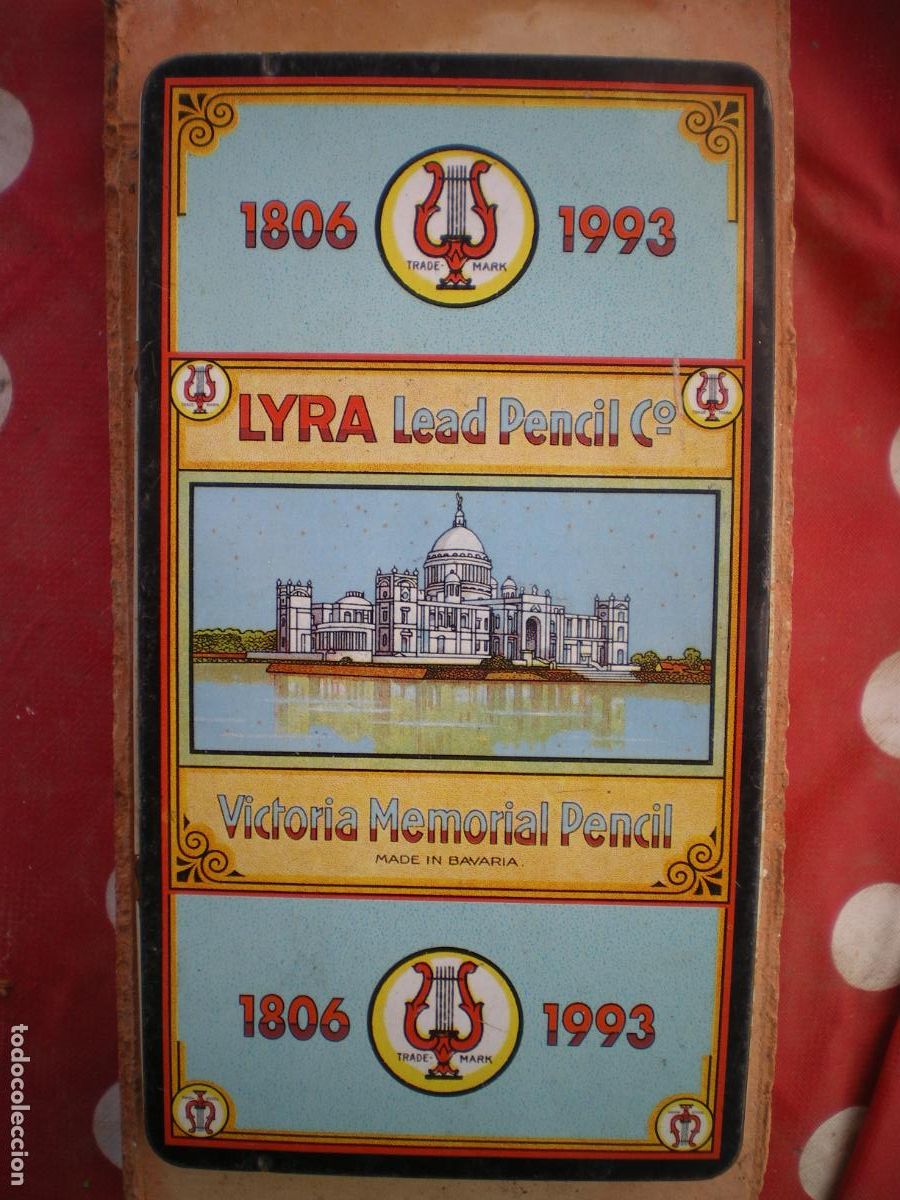 1806 1993
TRADE- MARK
LYRA Lead Pencil Cº
Victoria Memorial Pencil
MADE IN BAVARIA.
1806 1993
TRADE- MARK
todocoleccion